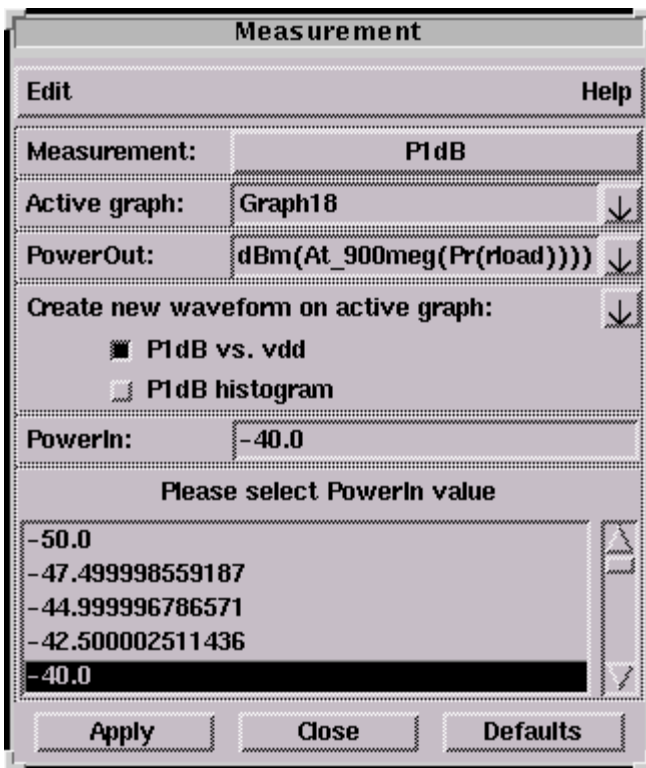 Measurement
Edit Help
Measurement: P1dB
Active graph: Graph18
PowerOut: dBm(At_900meg(Pr(rload))))
Create new waveform on active graph:
P1dB vs. vdd
P1dB histogram
PowerIn: -40.0
Please select PowerIn value
-50.0
-47.499998559187
-44.999996786571
-42.500002511436
-40.0
Apply Close Defaults